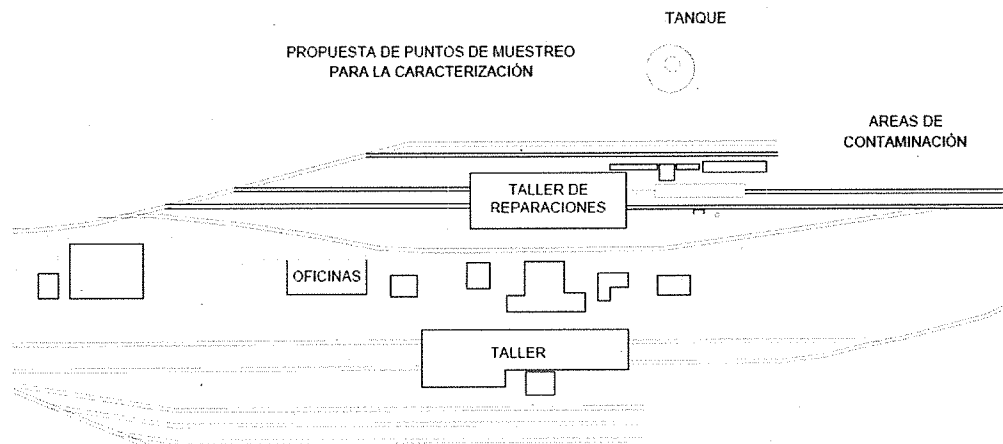 TANQUE
PROPUESTA DE PUNTOS DE MUESTREO
PARA LA CARACTERIZACIÓN
AREAS DE
CONTAMINACIÓN
TALLER DE
REPARACIONES
OFICINAS
TALLER